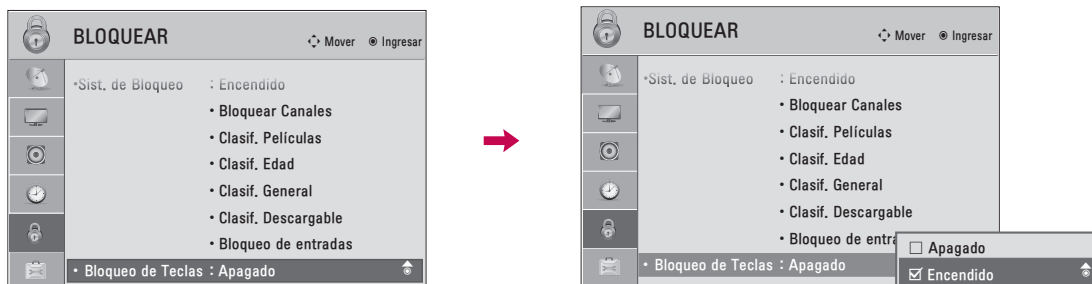 BLOQUEAR
Mover Ingresar
•Sist. de Bloqueo : Encendido
• Bloquear Canales
• Clasif. Películas
• Clasif. Edad
• Clasif. General
• Clasif. Descargable
• Bloqueo de entradas
• Bloqueo de Teclas : Apagado
BLOQUEAR
Mover Ingresar
•Sist. de Bloqueo : Encendido
• Bloquear Canales
• Clasif. Películas
• Clasif. Edad
• Clasif. General
• Clasif. Descargable
• Bloqueo de entra
• Bloqueo de Teclas : Apagado
☐ Apagado
☑ Encendido